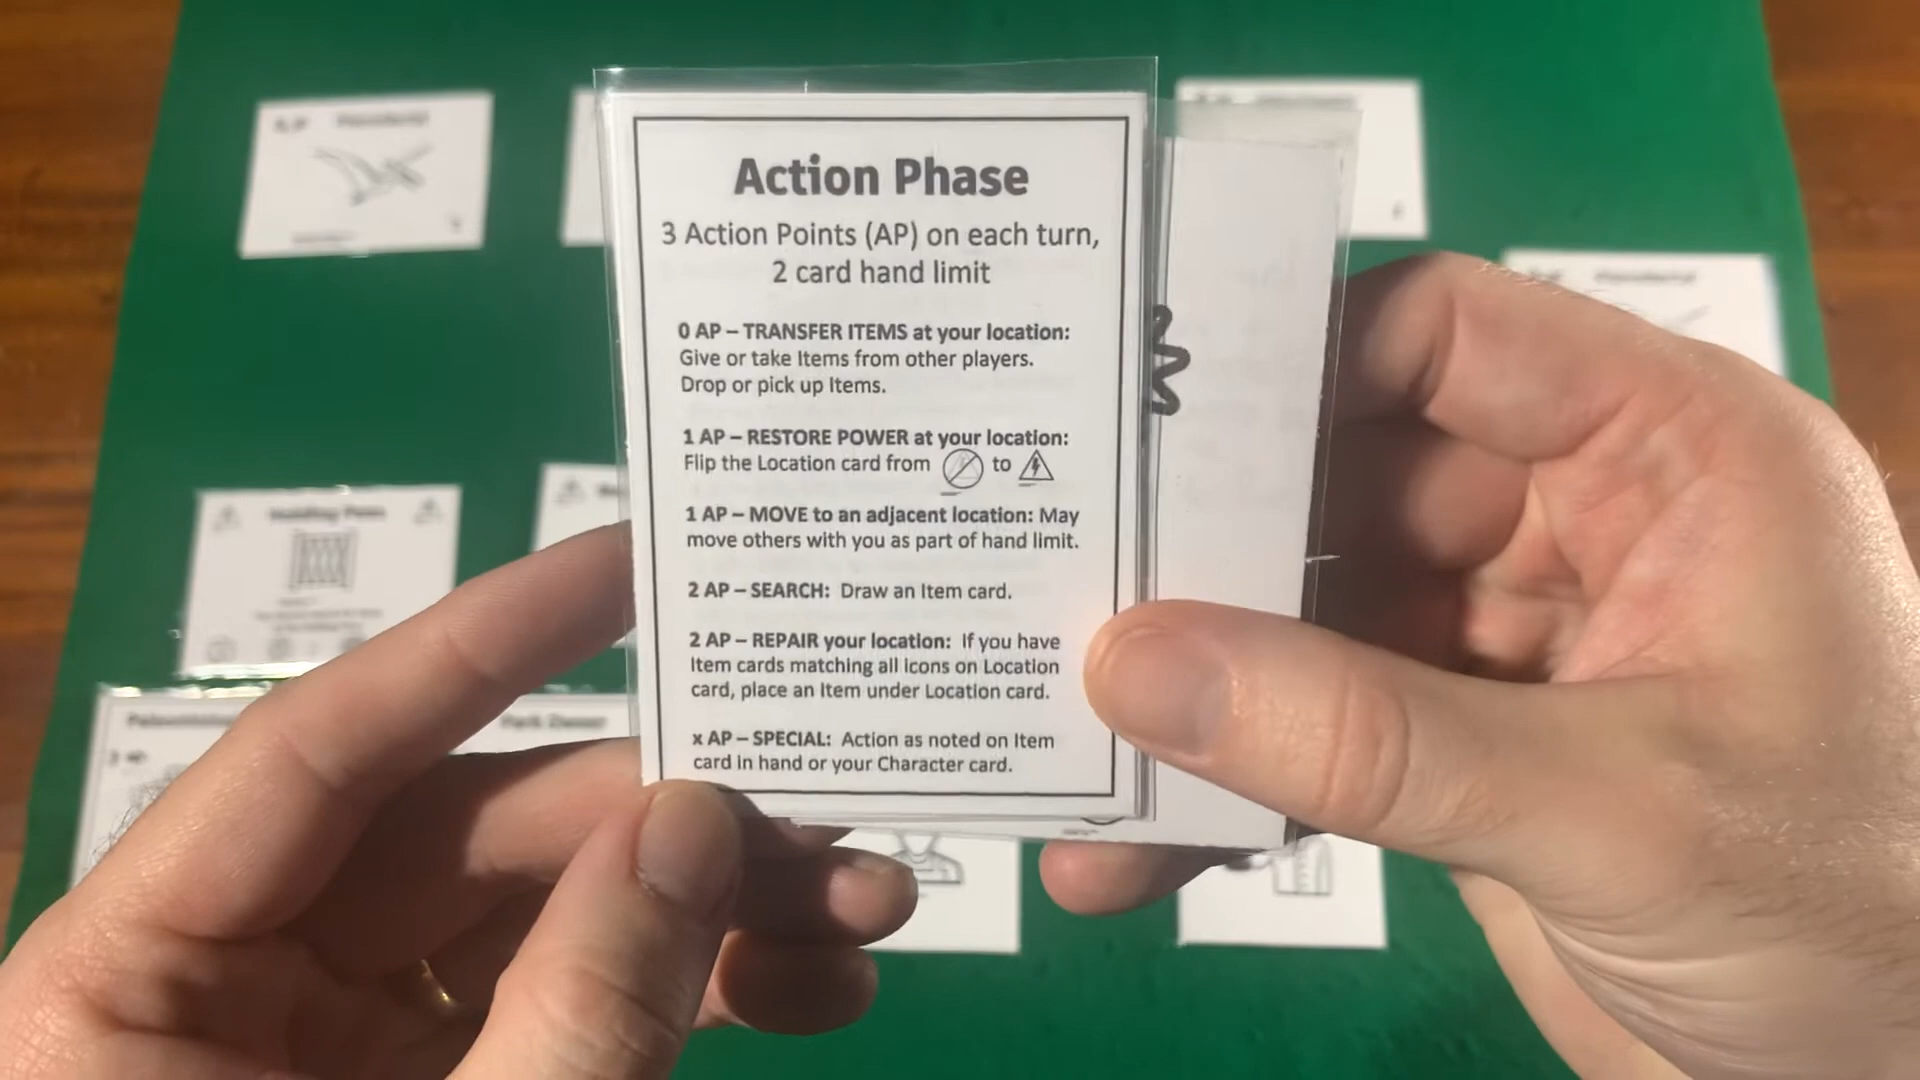 Action Phase
3 Action Points (AP) on each turn,
2 card hand limit
0 AP – TRANSFER ITEMS at your location:
Give or take Items from other players.
Drop or pick up Items.
1 AP – RESTORE POWER at your location:
Flip the Location card from to
1 AP – MOVE to an adjacent location: May
move others with you as part of hand limit.
2 AP – SEARCH: Draw an Item card.
2 AP – REPAIR your location: If you have
Item cards matching all icons on Location
card, place an Item under Location card.
x AP – SPECIAL: Action as noted on Item
card in hand or your Character card.
Holding Pens
Park Owner